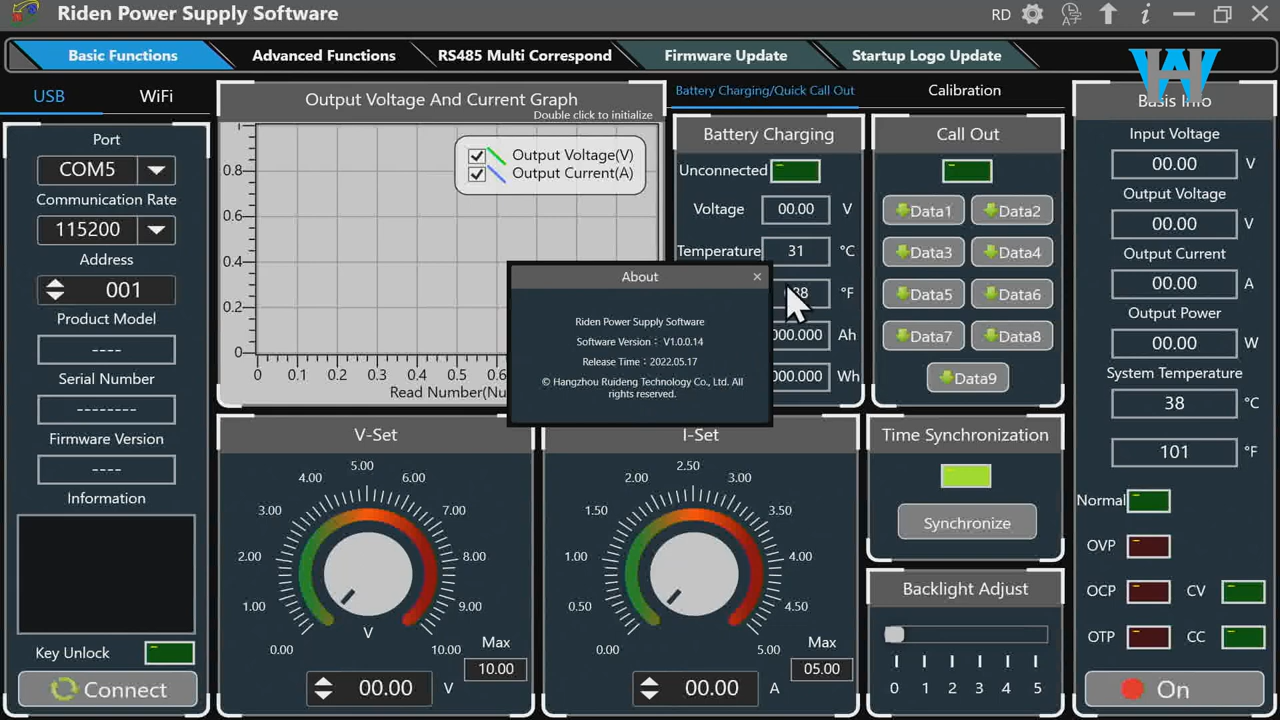 Riden Power Supply Software
RD
Basic Functions
Advanced Functions
RS485 Multi Correspond
Firmware Update
Startup Logo Update
USB
WiFi
Port
COM5
Communication Rate
115200
Address
001
Product Model
----
Serial Number
--------
Firmware Version
----
Information
Key Unlock
Connect
Output Voltage And Current Graph
Double click to initialize
Output Voltage(V)
Output Current(A)
1
0.8
0.6
0.4
0.2
0
0 0.1 0.2 0.3 0.4 0.5 0.6
Read Number(Nu
Battery Charging/Quick Call Out
Calibration
Battery Charging
Unconnected
Voltage 00.00 V
Temperature 31 °C
°F
000.000 Ah
000.000 Wh
Call Out
Data1 Data2
Data3 Data4
Data5 Data6
Data7 Data8
Data9
About
Riden Power Supply Software
Software Version： V1.0.0.14
Release Time：2022.05.17
© Hangzhou Ruideng Technology Co., Ltd. All
rights reserved.
V-Set
0.00 1.00 2.00 3.00 4.00 5.00 6.00 7.00 8.00 9.00 10.00
V
Max
10.00
00.00 V
I-Set
0.00 0.50 1.00 1.50 2.50 3.00 3.50 4.00 4.50 5.00
Max
05.00
00.00 A
Time Synchronization
Synchronize
Backlight Adjust
0 1 2 3 4 5
Basis Info
Input Voltage
00.00 V
Output Voltage
00.00 V
Output Current
00.00 A
Output Power
00.00 W
System Temperature
38 °C
101 °F
Normal
OVP
OCP CV
OTP CC
On